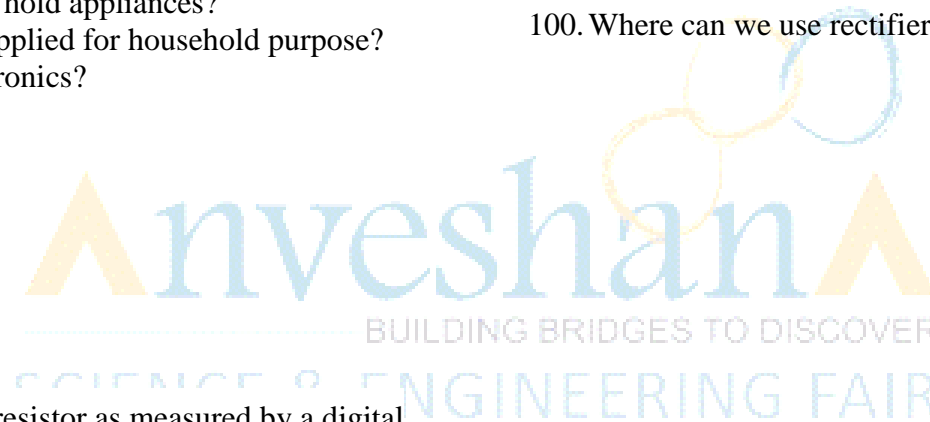 hold appliances?
pplied for household purpose?
ronics?
100. Where can we use rectifier
AnveshanA
BUILDING BRIDGES TO DISCOVER
SCIENCE & ENGINEERING FAIR
resistor as measured by a digital